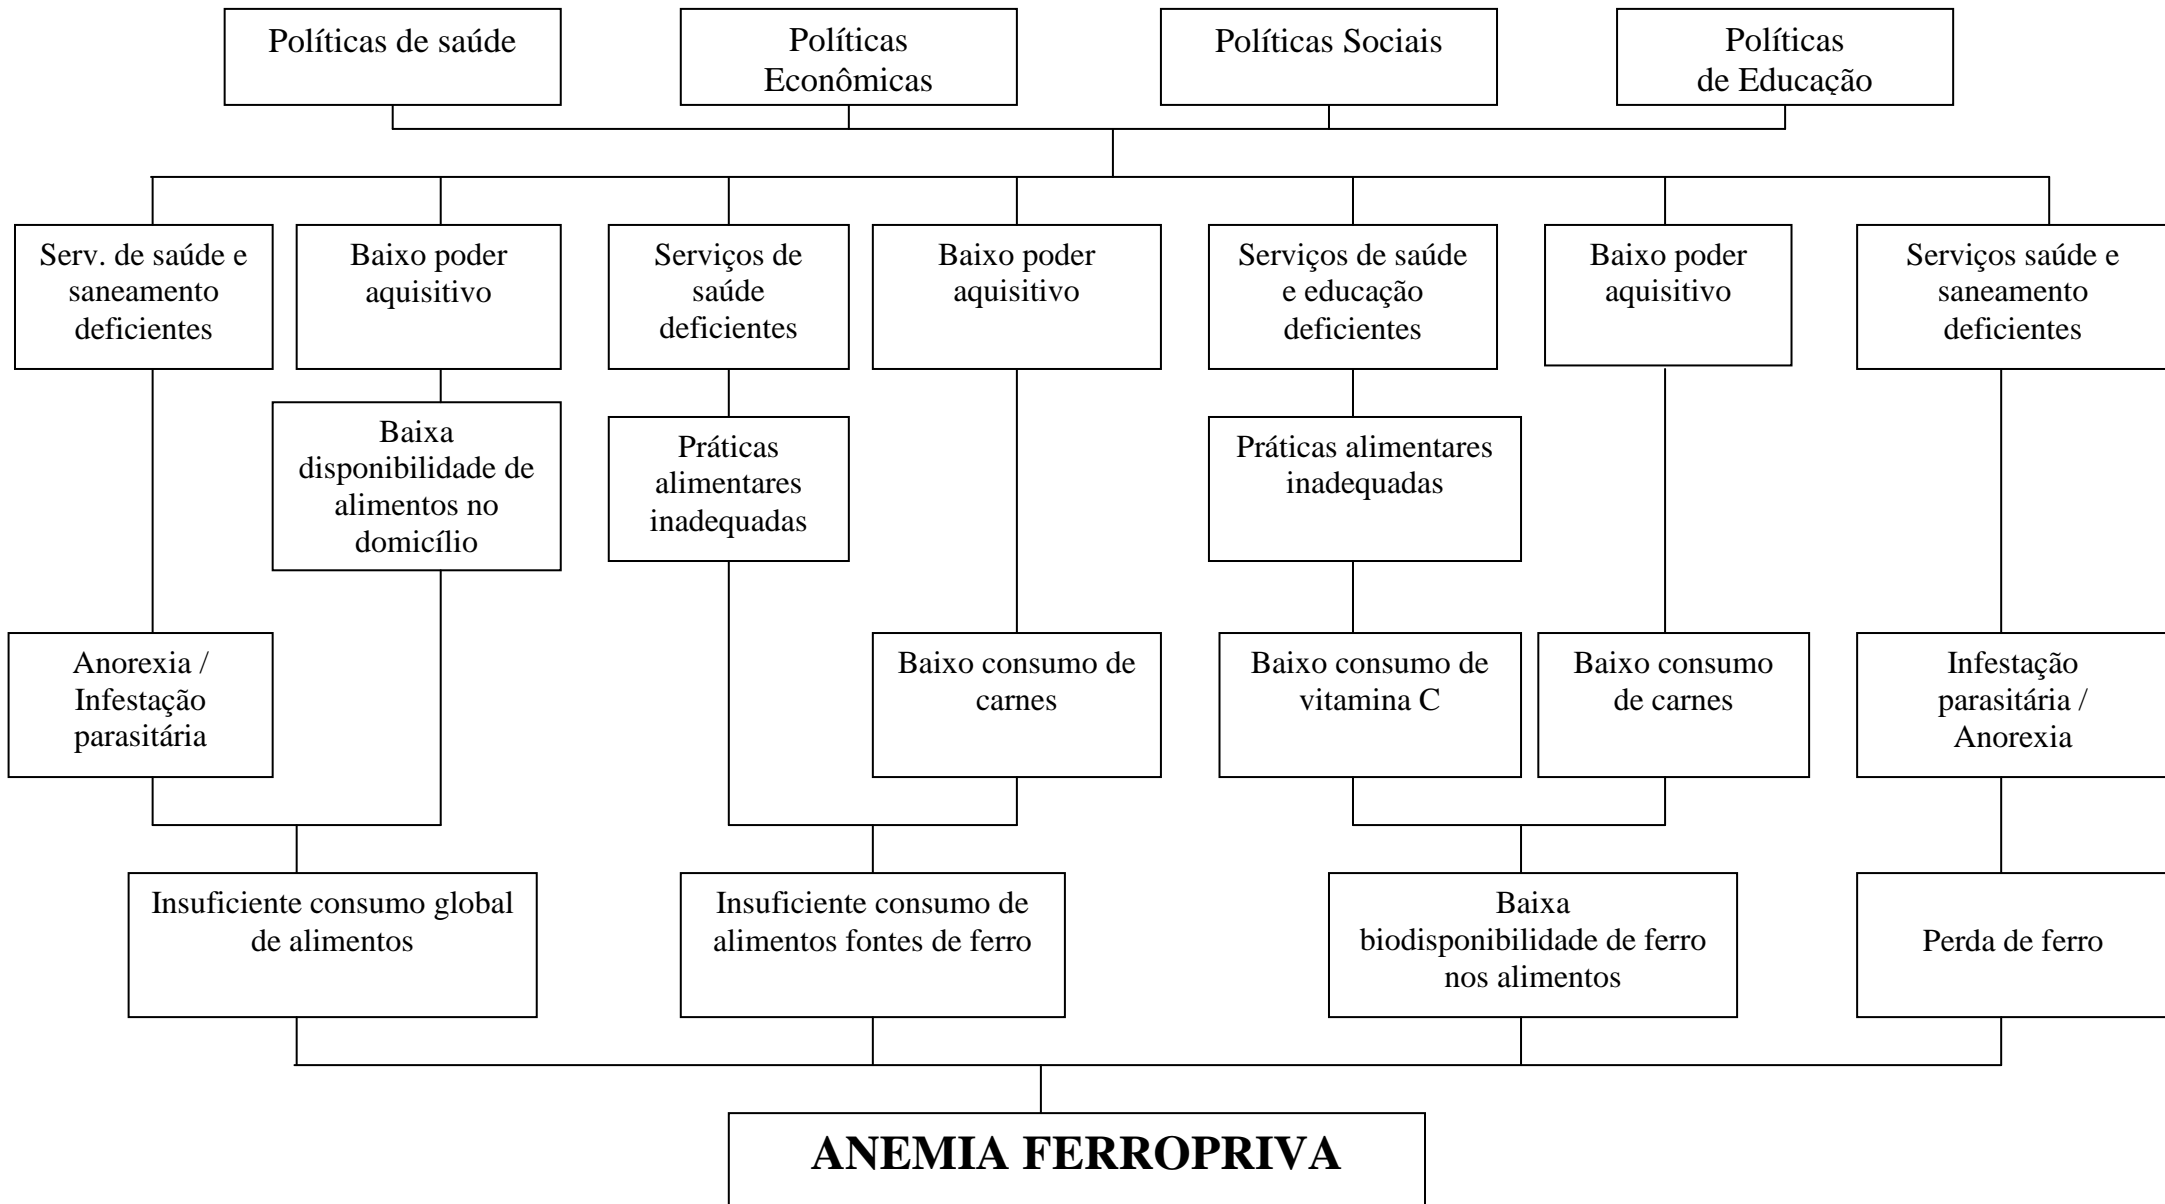 Políticas de saúde
Políticas
Econômicas
Políticas Sociais
Políticas
de Educação
Serv. de saúde e
saneamento
deficientes
Baixo poder
aquisitivo
Serviços de
saúde
deficientes
Baixo poder
aquisitivo
Serviços de saúde
e educação
deficientes
Baixo poder
aquisitivo
Serviços saúde e
saneamento
deficientes
Baixa
disponibilidade de
alimentos no
domicílio
Práticas
alimentares
inadequadas
Práticas alimentares
inadequadas
Anorexia /
Infestação
parasitária
Baixo consumo de
carnes
Baixo consumo de
vitamina C
Baixo consumo
de carnes
Infestação
parasitária /
Anorexia
Insuficiente consumo global
de alimentos
Insuficiente consumo de
alimentos fontes de ferro
Baixa
biodisponibilidade de ferro
nos alimentos
Perda de ferro
ANEMIA FERROPRIVA